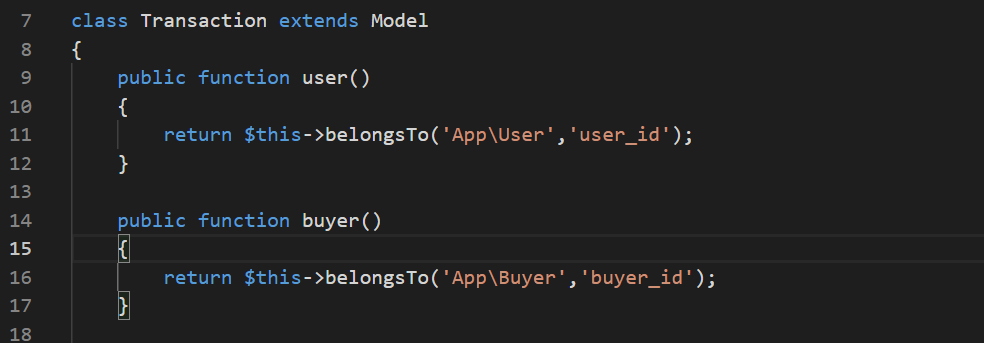 7 class Transaction extends Model
8 {
9 public function user()
10 {
11 return $this->belongsTo('App\User','user_id');
12 }
13
14 public function buyer()
15 {
16 return $this->belongsTo('App\Buyer','buyer_id');
17 }
18